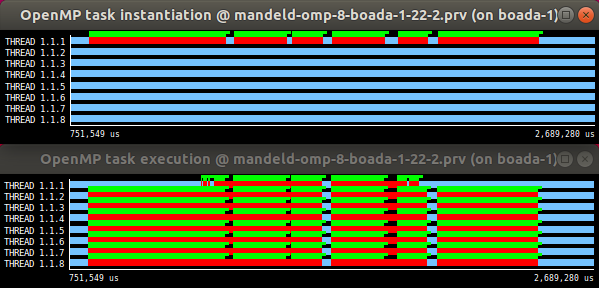 OpenMP task instantiation @ mandeld-omp-8-boada-1-22-2.prv (on boada-1)
THREAD 1.1.1
THREAD 1.1.2
THREAD 1.1.3
THREAD 1.1.4
THREAD 1.1.5
THREAD 1.1.6
THREAD 1.1.7
THREAD 1.1.8
751,549 us 2,689,280 us
OpenMP task execution @ mandeld-omp-8-boada-1-22-2.prv (on boada-1)
THREAD 1.1.1
THREAD 1.1.2
THREAD 1.1.3
THREAD 1.1.4
THREAD 1.1.5
THREAD 1.1.6
THREAD 1.1.7
THREAD 1.1.8
751,549 us 2,689,280 us